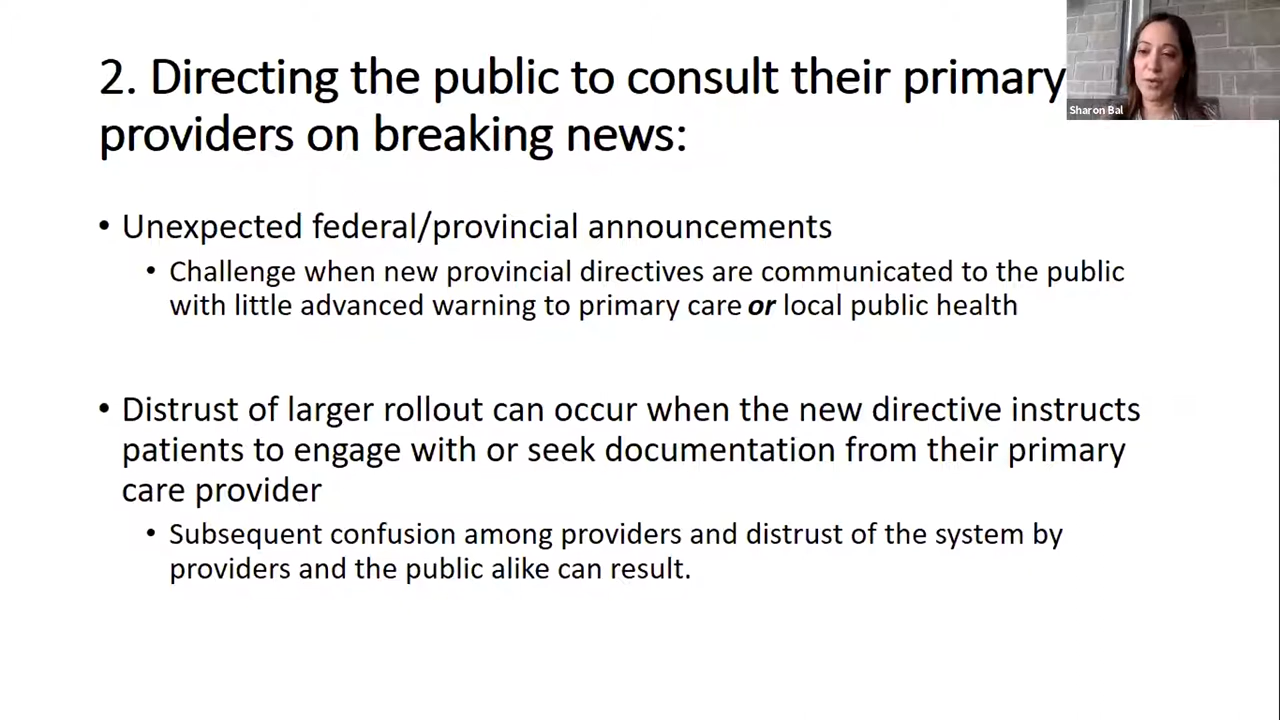 2. Directing the public to consult their primary
providers on breaking news:
Sharon Bal
• Unexpected federal/provincial announcements
• Challenge when new provincial directives are communicated to the public
with little advanced warning to primary care or local public health
• Distrust of larger rollout can occur when the new directive instructs
patients to engage with or seek documentation from their primary
care provider
• Subsequent confusion among providers and distrust of the system by
providers and the public alike can result.